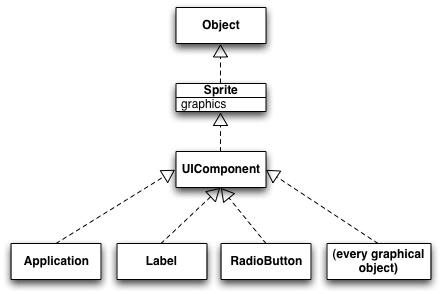 Object
Sprite
graphics
UIComponent
Application
Label
RadioButton
(every graphical
object)